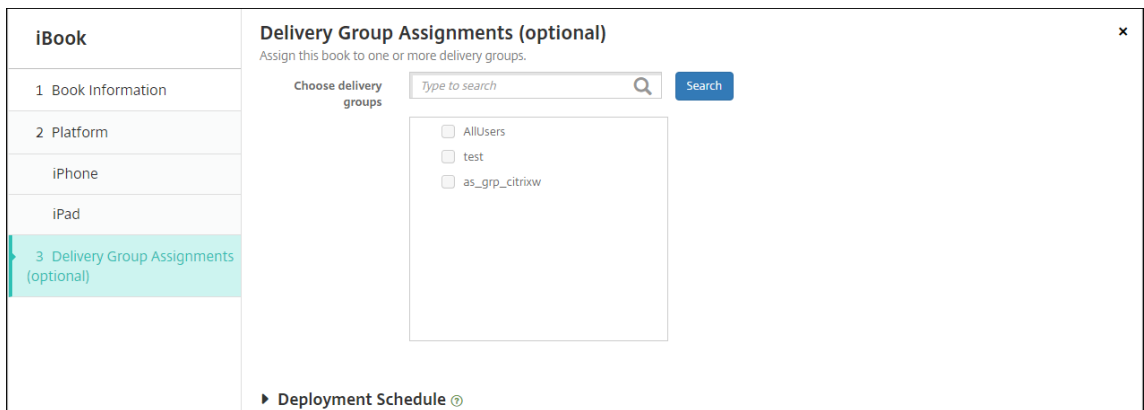 iBook
1 Book Information
2 Platform
iPhone
iPad
3 Delivery Group Assignments
(optional)
Delivery Group Assignments (optional)
Assign this book to one or more delivery groups.
Choose delivery
groups
Type to search
Search
AllUsers
test
as_grp_citrixw
Deployment Schedule